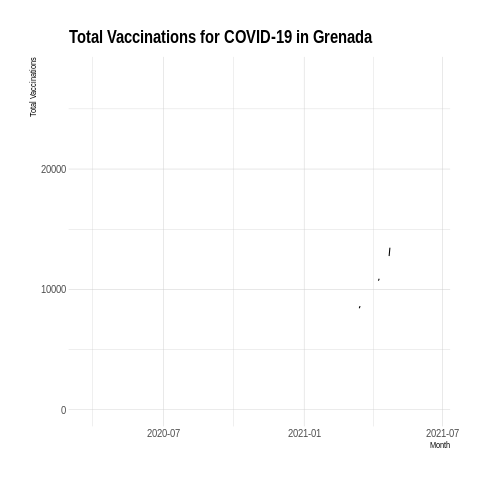 Total Vaccinations for COVID-19 in Grenada
Total Vaccinations
20000
10000
0
2020-07
2021-01
2021-07
Month